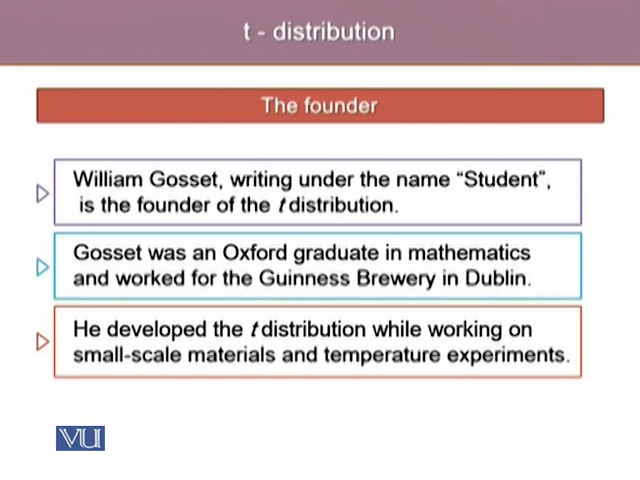 t - distribution
The founder
William Gosset, writing under the name “Student”,
is the founder of the t distribution.
Gosset was an Oxford graduate in mathematics
and worked for the Guinness Brewery in Dublin.
He developed the t distribution while working on
small-scale materials and temperature experiments.
VU